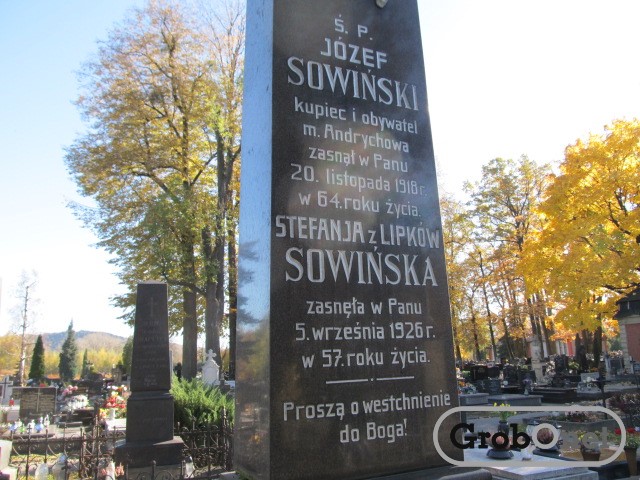 Ś. P.
JÓZEF
SOWIŃSKI
kupiec i obywatel
m. Andrychowa
zasnął w Panu
20. listopada 1918 r.
w 64. roku życia.
STEFANJA z LIPKÓW
SOWIŃSKA
zasnęła w Panu
5. września 1926 r.
w 57. roku życia.
Proszą o westchnienie
do Boga!
GrobOnet